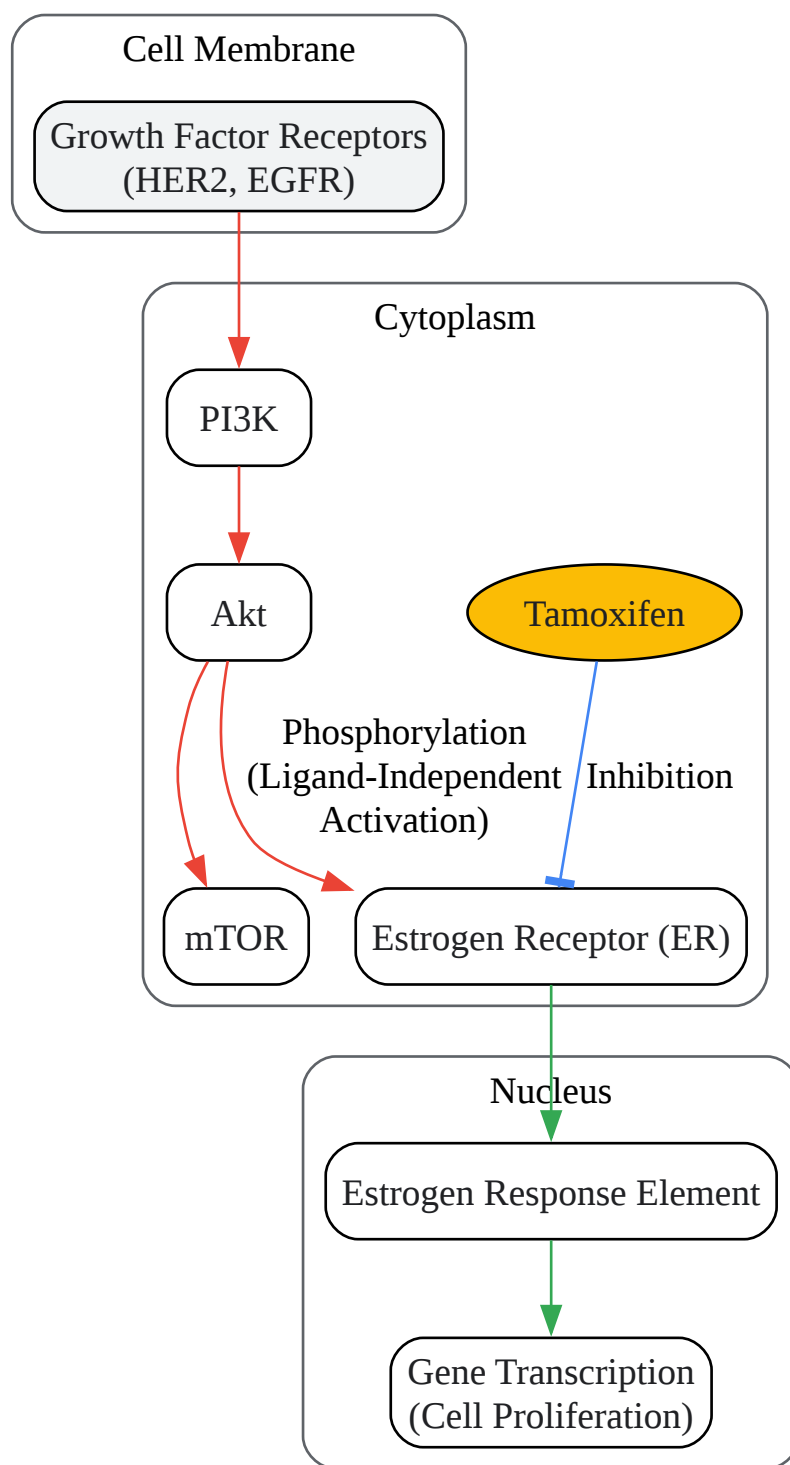 Cell Membrane
Growth Factor Receptors
(HER2, EGFR)
Cytoplasm
PI3K
Akt
Tamoxifen
Phosphorylation
(Ligand-Independent
Activation)
Inhibition
mTOR
Estrogen Receptor (ER)
Nucleus
Estrogen Response Element
Gene Transcription
(Cell Proliferation)